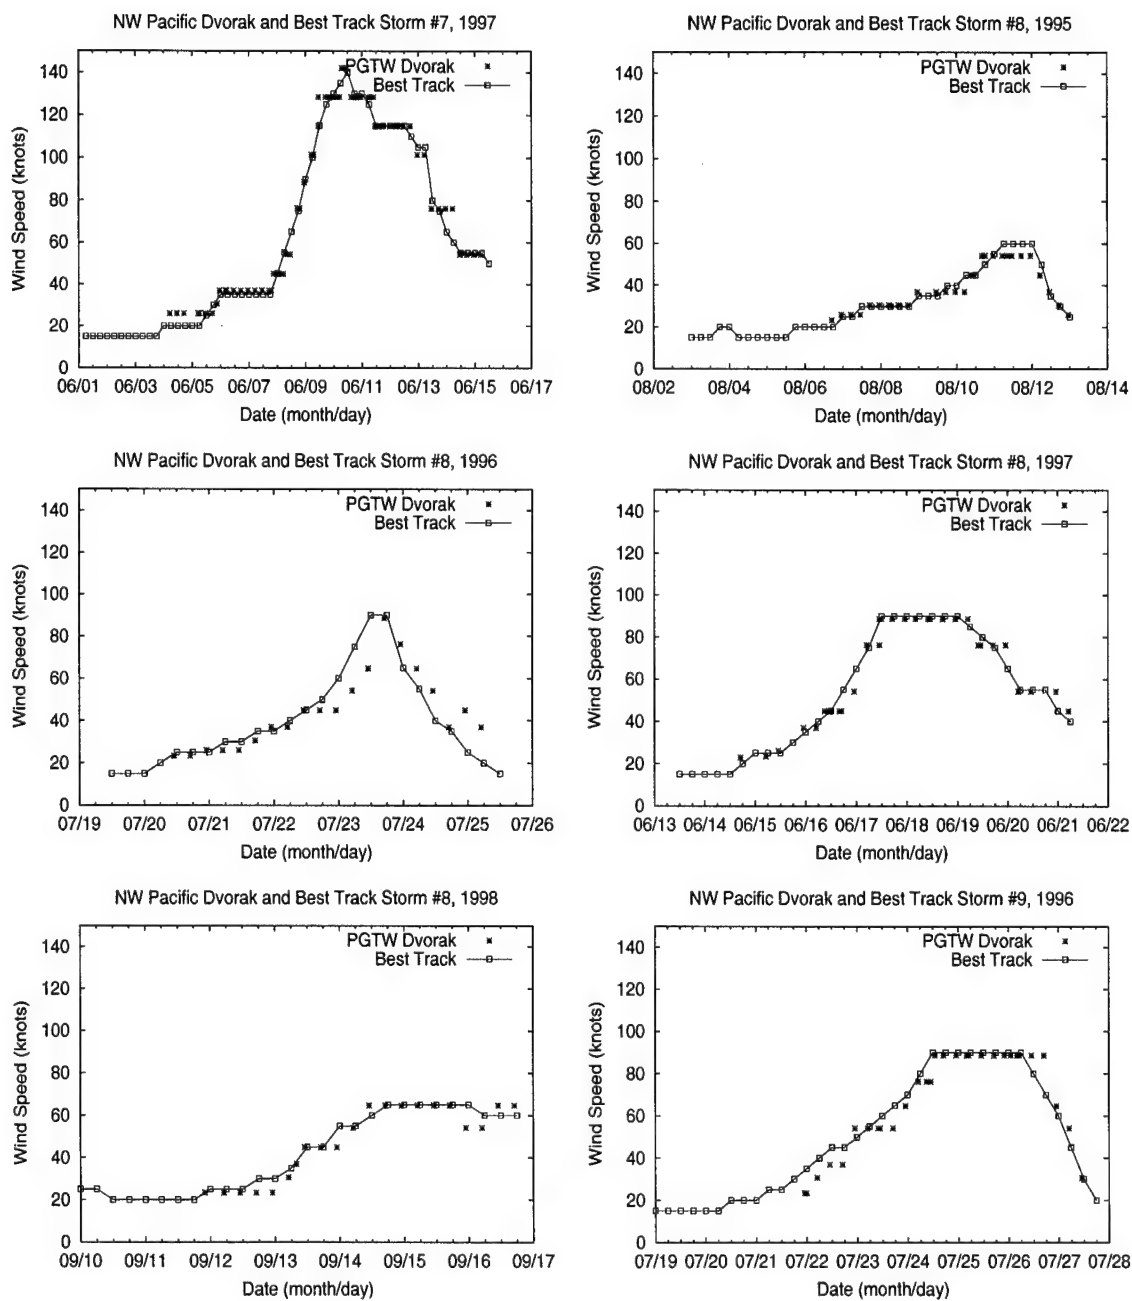 NW Pacific Dvorak and Best Track Storm #7, 1997
PGTW Dvorak
Best Track
140
120
100
80
60
40
20
0
Wind Speed (knots)
06/01 06/03 06/05 06/07 06/09 06/11 06/13 06/15 06/17
Date (month/day)
NW Pacific Dvorak and Best Track Storm #8, 1995
PGTW Dvorak
Best Track
140
120
100
80
60
40
20
0
Wind Speed (knots)
08/02 08/04 08/06 08/08 08/10 08/12 08/14
Date (month/day)
NW Pacific Dvorak and Best Track Storm #8, 1996
PGTW Dvorak
Best Track
140
120
100
80
60
40
20
0
Wind Speed (knots)
07/19 07/20 07/21 07/22 07/23 07/24 07/25 07/26
Date (month/day)
NW Pacific Dvorak and Best Track Storm #8, 1997
PGTW Dvorak
Best Track
140
120
100
80
60
40
20
0
Wind Speed (knots)
06/13 06/14 06/15 06/16 06/17 06/18 06/19 06/20 06/21 06/22
Date (month/day)
NW Pacific Dvorak and Best Track Storm #8, 1998
PGTW Dvorak
Best Track
140
120
100
80
60
40
20
0
Wind Speed (knots)
09/10 09/11 09/12 09/13 09/14 09/15 09/16 09/17
Date (month/day)
NW Pacific Dvorak and Best Track Storm #9, 1996
PGTW Dvorak
Best Track
140
120
100
80
60
40
20
0
Wind Speed (knots)
07/19 07/20 07/21 07/22 07/23 07/24 07/25 07/26 07/27 07/28
Date (month/day)